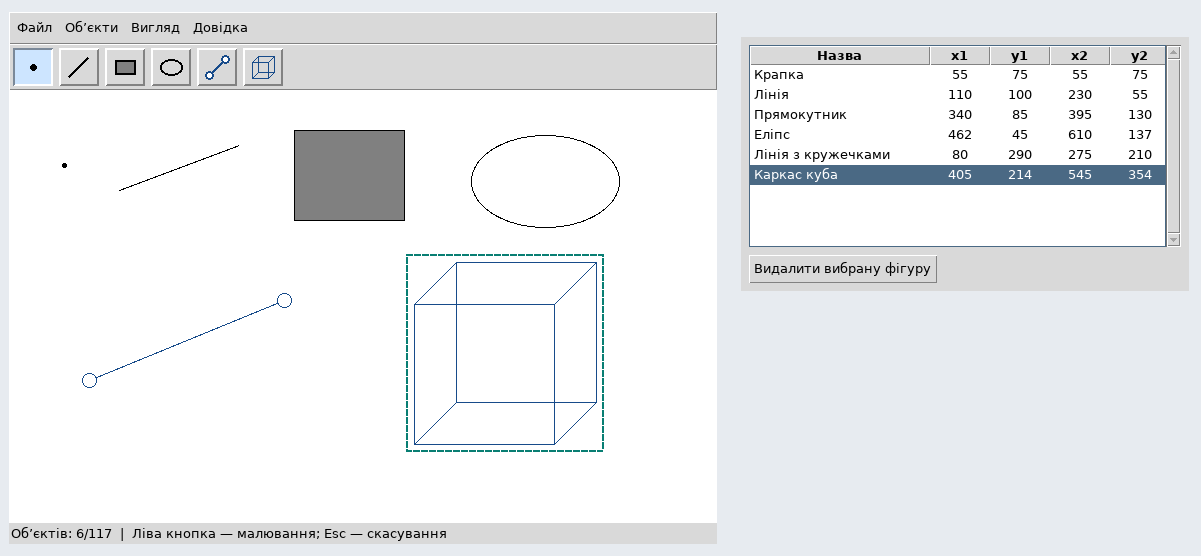 Файл Об’єкти Вигляд Довідка
Назва x1 y1 x2 y2
Крапка 55 75 55 75
Лінія 110 100 230 55
Прямокутник 340 85 395 130
Еліпс 462 45 610 137
Лінія з кружечками 80 290 275 210
Каркас куба 405 214 545 354
Видалити вибрану фігуру
Об’єктів: 6/117 | Ліва кнопка — малювання; Esc — скасування